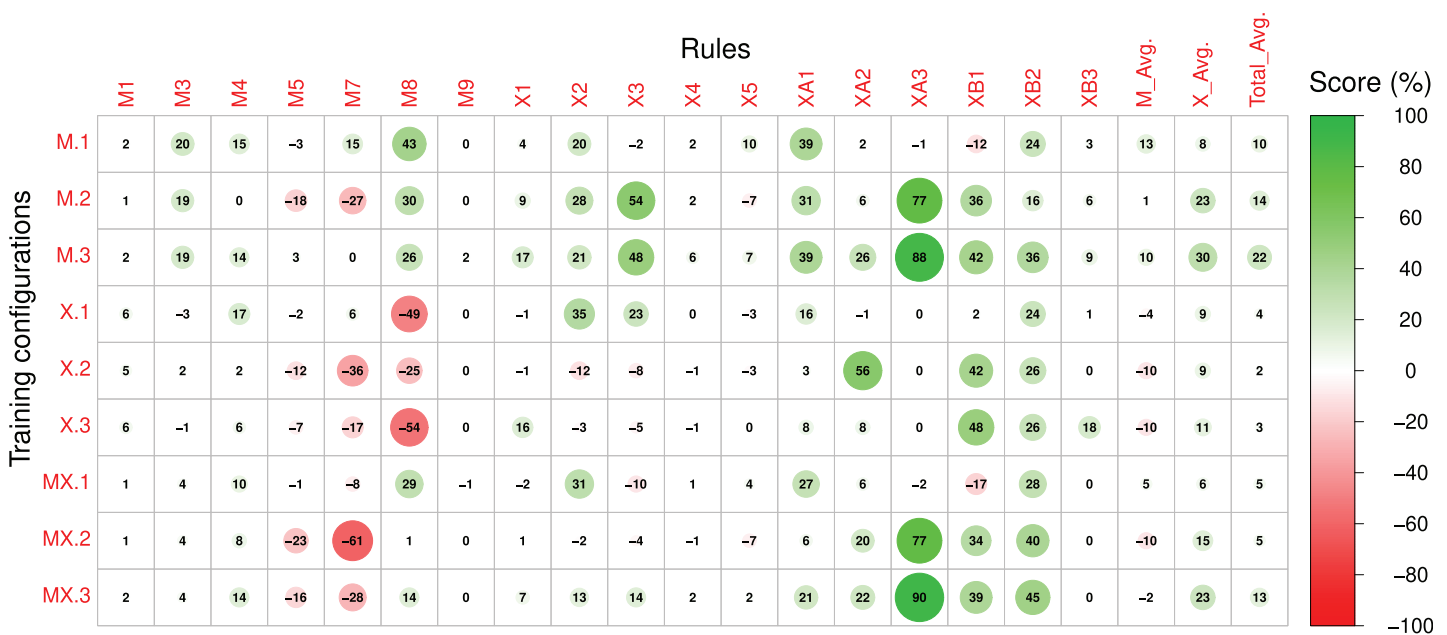 Rules
Score (%)
M1 M3 M4 M5 M7 M8 M9 X1 X2 X3 X4 X5 XA1 XA2 XA3 XB1 XB2 XB3 M_Avg. X_Avg. Total_Avg.
Training configurations
M.1 2 20 15 −3 15 43 0 4 20 −2 2 10 39 2 −1 −12 24 3 13 8 10
M.2 1 19 0 −18 −27 30 0 9 28 54 2 −7 31 6 77 36 16 6 1 23 14
M.3 2 19 14 3 0 26 2 17 21 48 6 7 39 26 88 42 36 9 10 30 22
X.1 6 −3 17 −2 6 −49 0 −1 35 23 0 −3 16 −1 0 2 24 1 −4 9 4
X.2 5 2 2 −12 −36 −25 0 −1 −12 −8 −1 −3 3 56 0 42 26 0 −10 9 2
X.3 6 −1 6 −7 −17 −54 0 16 −3 −5 −1 0 8 8 0 48 26 18 −10 11 3
MX.1 1 4 10 −1 −8 29 −1 −2 31 −10 1 4 27 6 −2 −17 28 0 5 6 5
MX.2 1 4 8 −23 −61 1 0 1 −2 −4 −1 −7 6 20 77 34 40 0 −10 15 5
MX.3 2 4 14 −16 −28 14 0 7 13 14 2 2 21 22 90 39 45 0 −2 23 13
100
80
60
40
20
0
−20
−40
−60
−80
−100